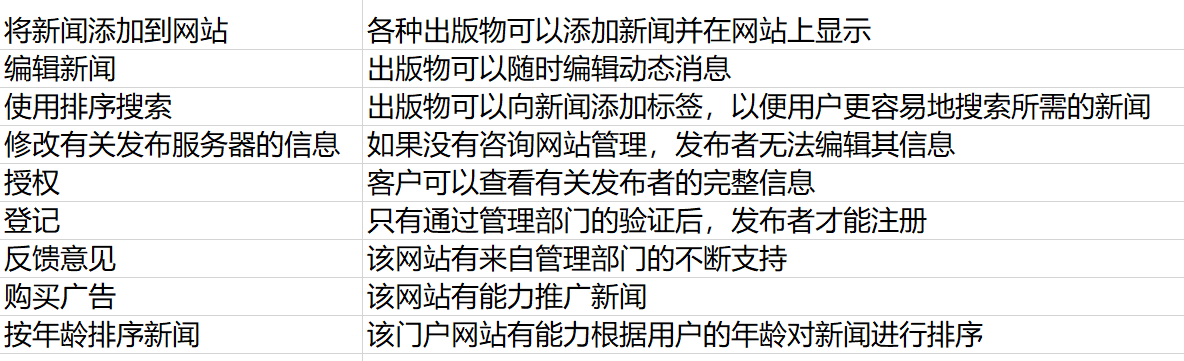 将新闻添加到网站 各种出版物可以添加新闻并在网站上显示
编辑新闻 出版物可以随时编辑动态消息
使用排序搜索 出版物可以向新闻添加标签，以便用户更容易地搜索所需的新闻
修改有关发布服务器的信息 如果没有咨询网站管理，发布者无法编辑其信息
授权 客户可以查看有关发布者的完整信息
登记 只有通过管理部门的验证后，发布者才能注册
反馈意见 该网站有来自管理部门的不断支持
购买广告 该网站有能力推广新闻
按年龄排序新闻 该门户网站有能力根据用户的年龄对新闻进行排序